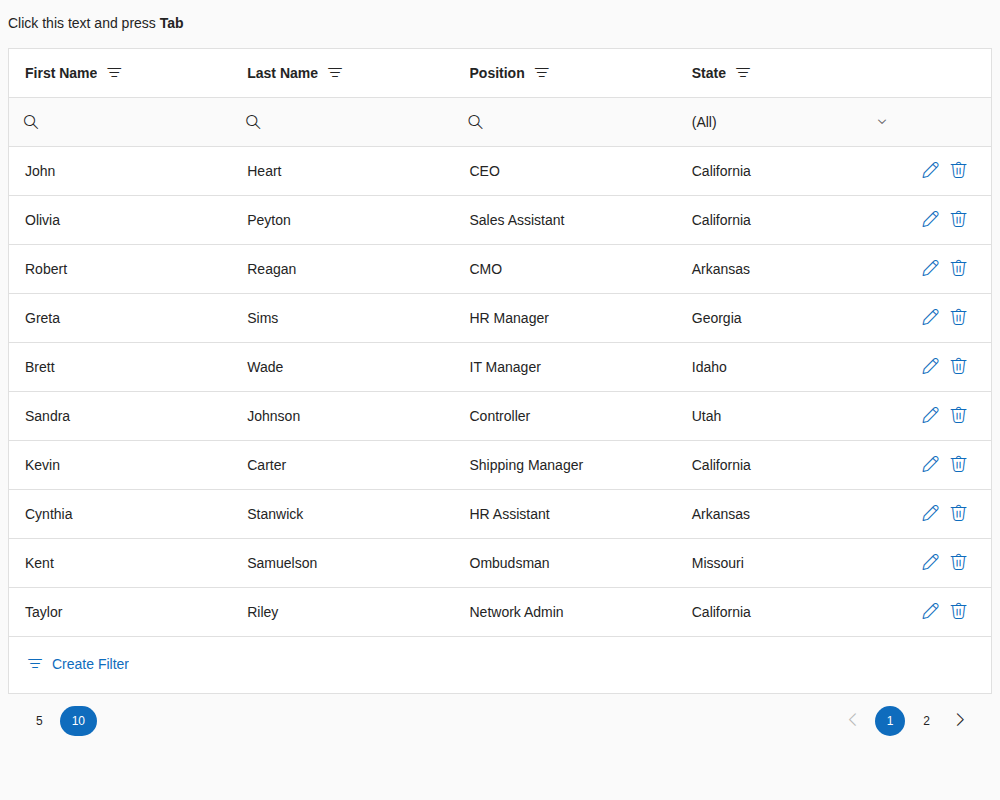 Click this text and press Tab
First Name Last Name Position State
(All)
John Heart CEO California
Olivia Peyton Sales Assistant California
Robert Reagan CMO Arkansas
Greta Sims HR Manager Georgia
Brett Wade IT Manager Idaho
Sandra Johnson Controller Utah
Kevin Carter Shipping Manager California
Cynthia Stanwick HR Assistant Arkansas
Kent Samuelson Ombudsman Missouri
Taylor Riley Network Admin California
Create Filter
5 10 1 2